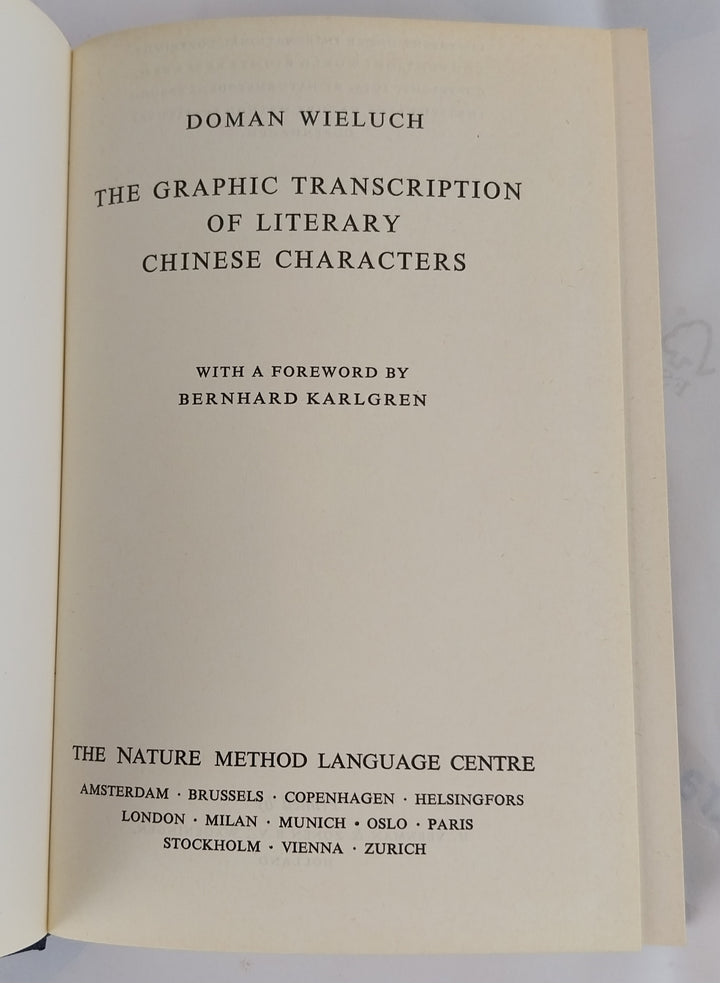 DOMAN WIELUCH
THE GRAPHIC TRANSCRIPTION
OF LITERARY
CHINESE CHARACTERS
WITH A FOREWORD BY
BERNHARD KARLGREN
THE NATURE METHOD LANGUAGE CENTRE
AMSTERDAM · BRUSSELS · COPENHAGEN · HELSINGFORS
LONDON · MILAN · MUNICH · OSLO · PARIS
STOCKHOLM · VIENNA · ZURICH